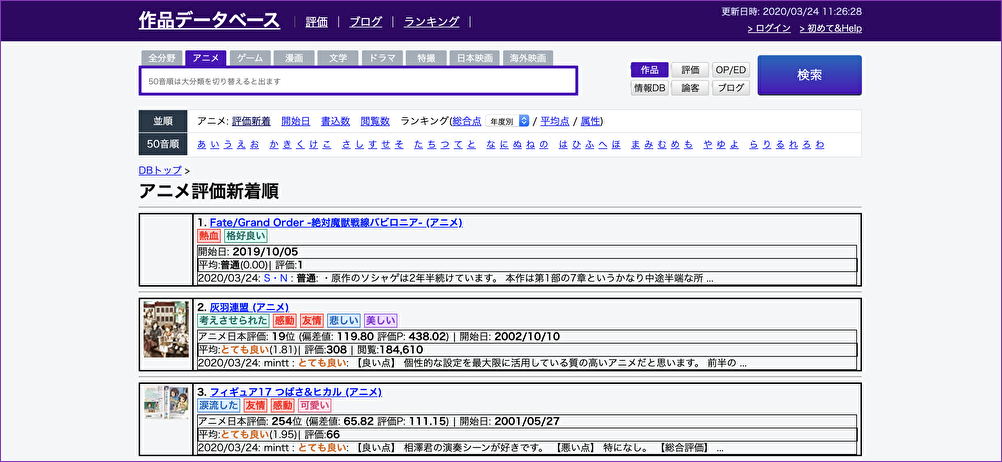 作品データベース 評価 ブログ ランキング
更新日時: 2020/03/24 11:26:28
> ログイン > 初めて&Help
全分野 アニメ ゲーム 漫画 文学 ドラマ 特撮 日本映画 海外映画
50音順は大分類を切り替えると出ます
作品 評価 OP/ED
情報DB 論客 ブログ
検索
並順 アニメ: 評価新着 開始日 書込数 閲覧数 ランキング(総合点 年度別 / 平均点 / 属性)
50音順 あ い う え お か き く け こ さ し す せ そ た ち つ て と な に ぬ ね の は ひ ふ へ ほ ま み む め も や ゆ よ ら り る れ ろ わ
DBトップ >
アニメ評価新着順
1. Fate/Grand Order -絶対魔獣戦線バビロニア- (アニメ)
熱血 格好良い
開始日: 2019/10/05
平均:普通(0.00)| 評価:1
2020/03/24: S・N : 普通: ・原作のソシャゲは2年半続けています。 本作は第1部の7章というかなり中途半端な所 ...
2. 灰羽連盟 (アニメ)
考えさせられた 感動 友情 悲しい 美しい
アニメ日本評価: 19位 (偏差値: 119.80 評価P: 438.02) | 開始日: 2002/10/10
平均:とても良い(1.81)| 評価:308 | 閲覧:184,610
2020/03/24: mintt : とても良い: 【良い点】 個性的な設定を最大限に活用している質の高いアニメだと思います。 前半の ...
3. フィギュア17 つばさ&ヒカル (アニメ)
涙流した 友情 感動 可愛い
アニメ日本評価: 254位 (偏差値: 65.82 評価P: 111.15) | 開始日: 2001/05/27
平均:とても良い(1.95)| 評価:66
2020/03/24: mintt : とても良い: 【良い点】 相澤君の演奏シーンが好きです。 【悪い点】 特になし。 【総合評価】 ...